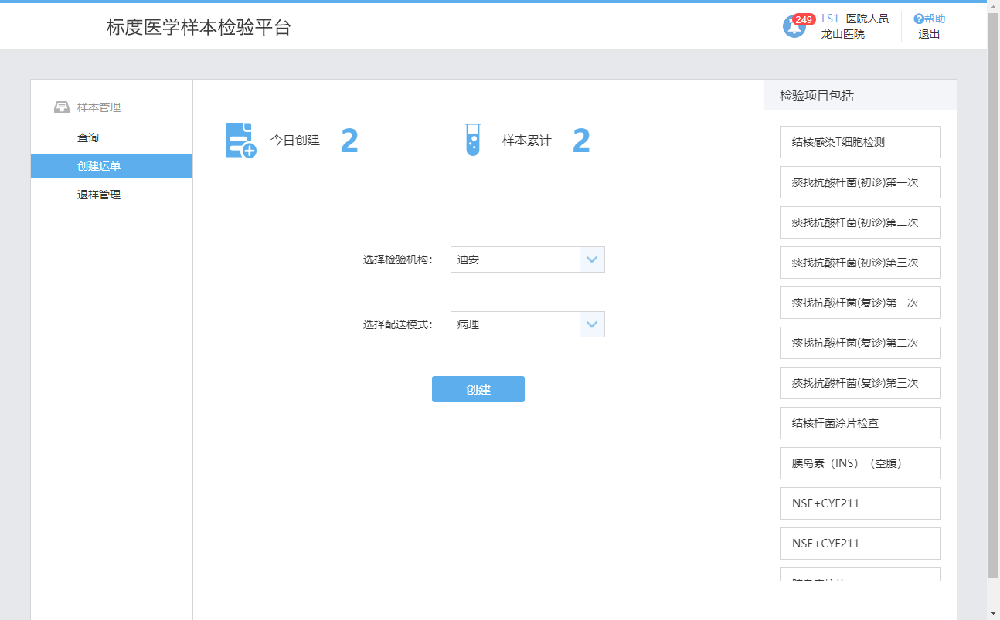 标度医学样本检验平台
249
LS1 医院人员
龙山医院
帮助
退出
样本管理
查询
创建运单
退样管理
今日创建 2
样本累计 2
选择检验机构：
迪安
选择配送模式：
病理
创建
检验项目包括
结核感染T细胞检测
痰找抗酸杆菌(初诊)第一次
痰找抗酸杆菌(初诊)第二次
痰找抗酸杆菌(初诊)第三次
痰找抗酸杆菌(复诊)第一次
痰找抗酸杆菌(复诊)第二次
痰找抗酸杆菌(复诊)第三次
结核杆菌涂片检查
胰岛素（INS）（空腹）
NSE+CYF211
NSE+CYF211